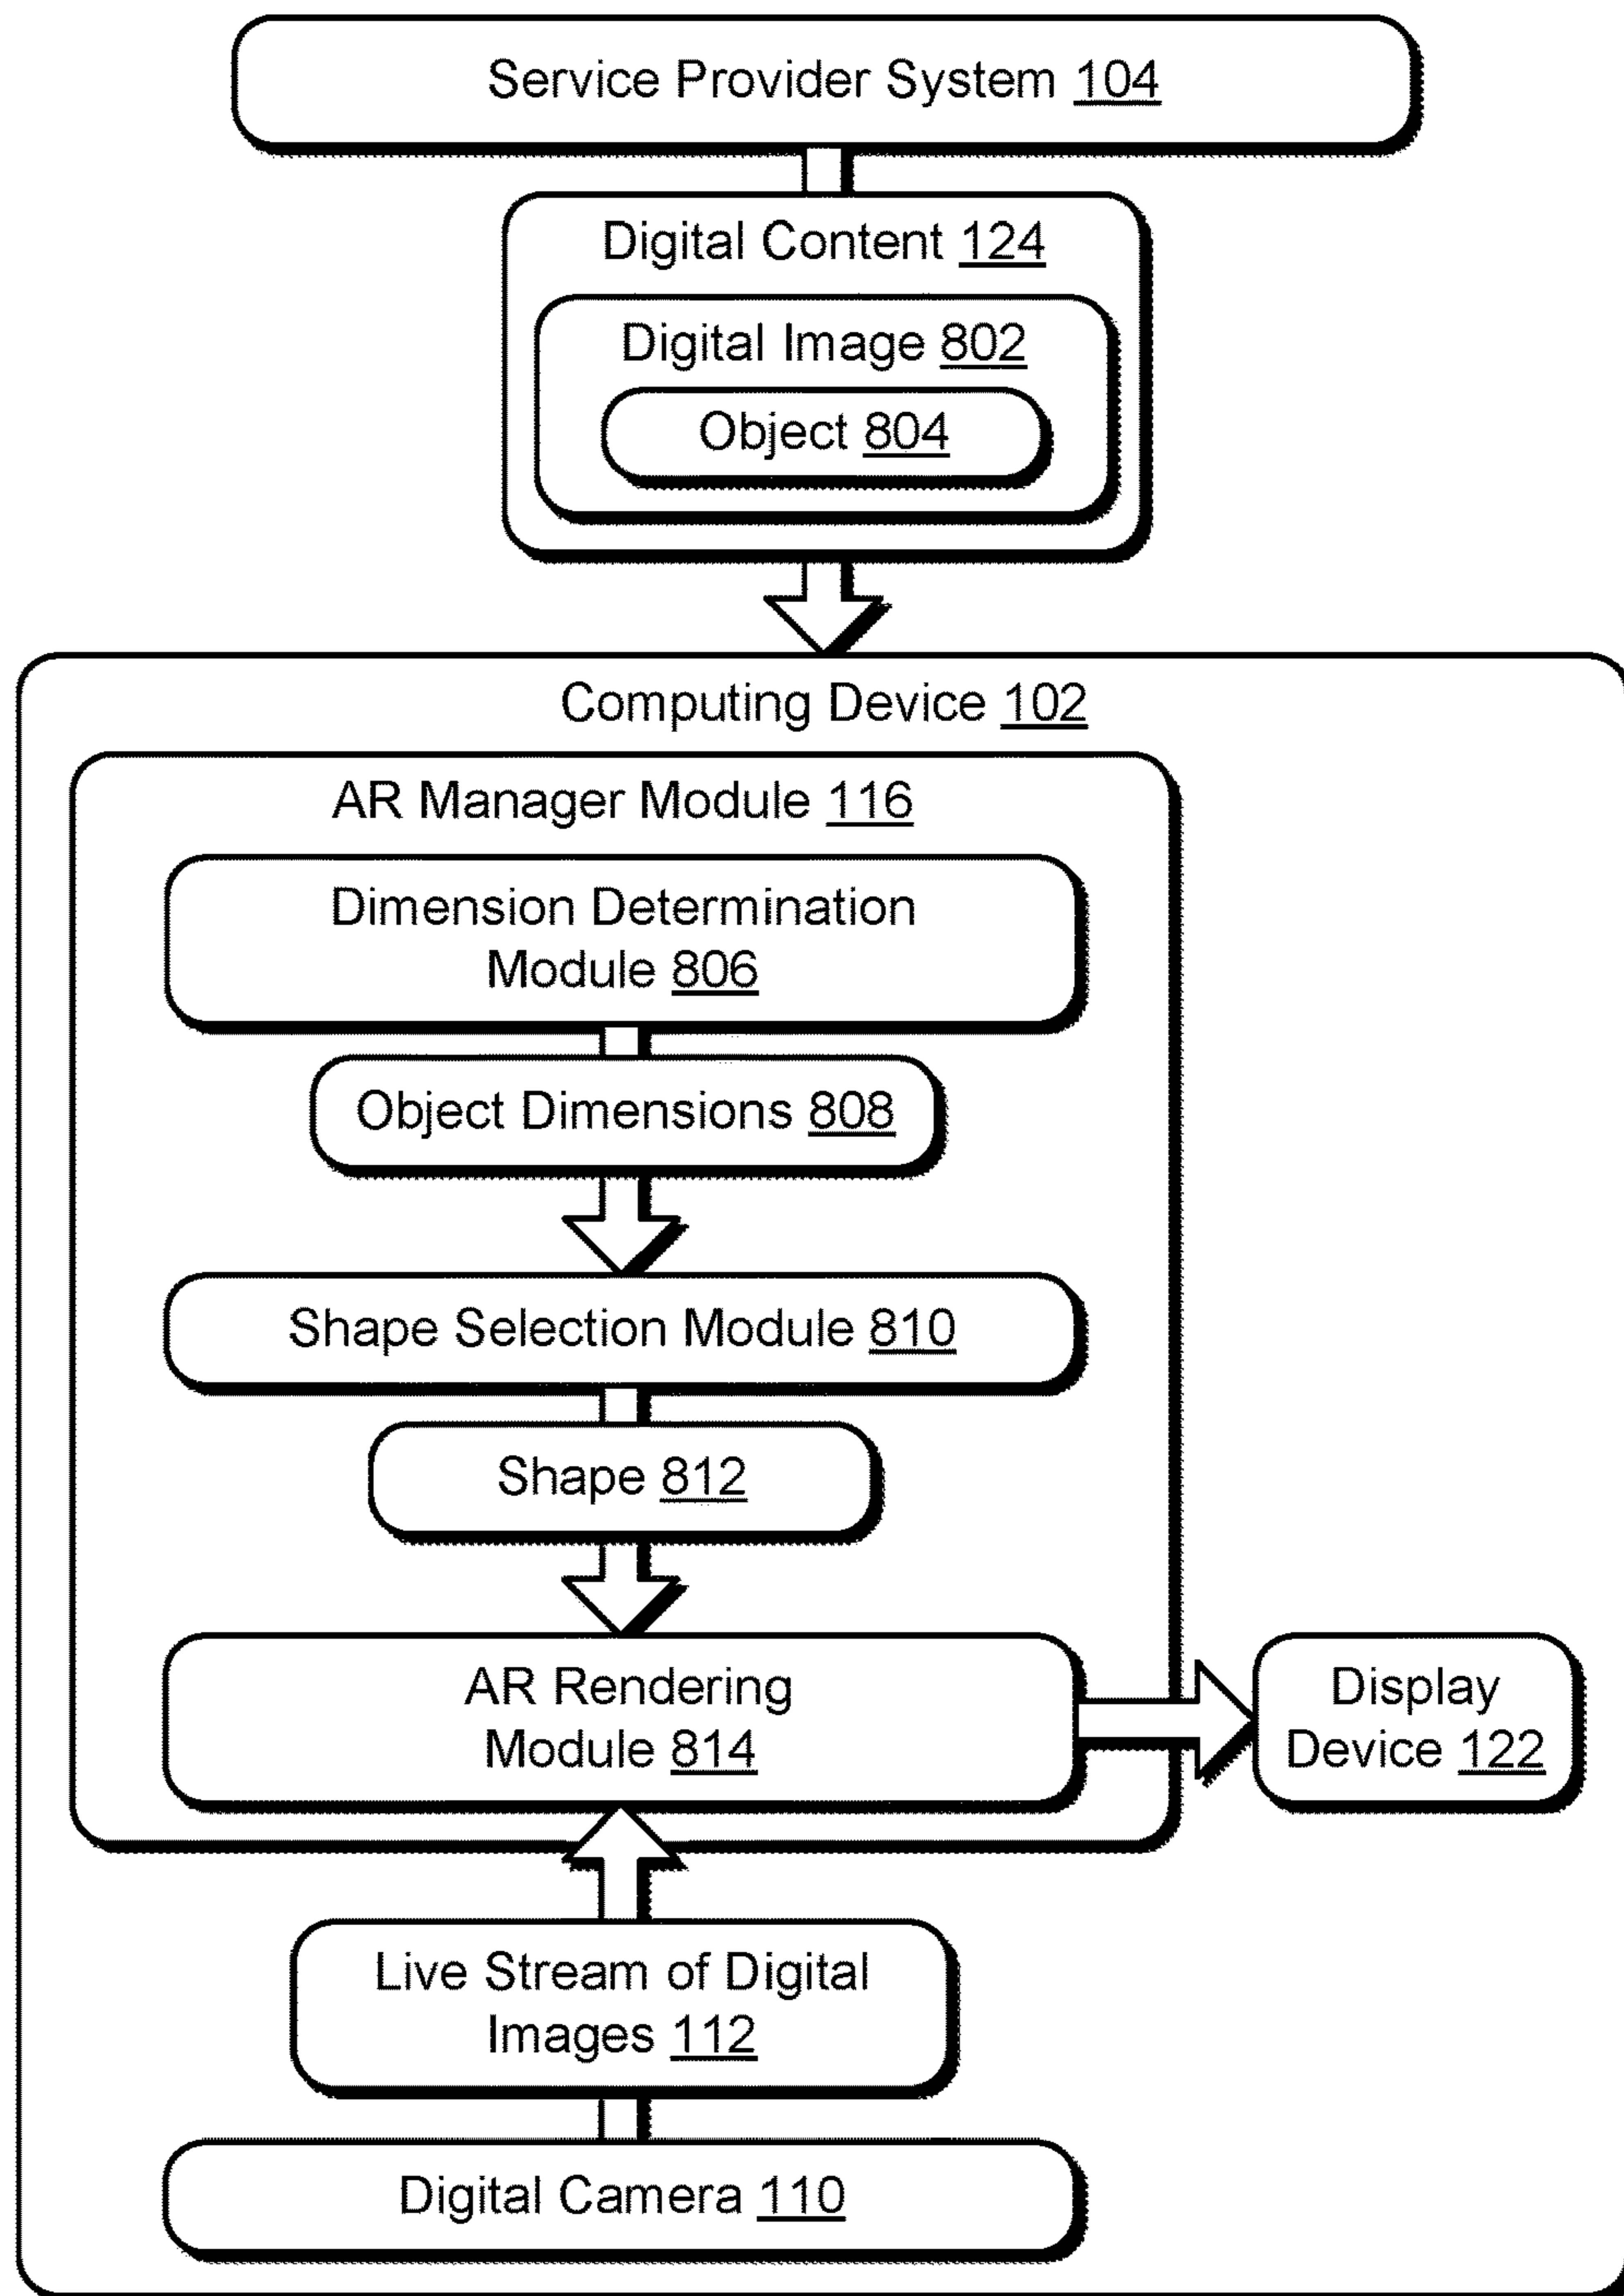 Service Provider System 104
Digital Content 124
Digital Image 802
Object 804
Computing Device 102
AR Manager Module 116
Dimension Determination
Module 806
Object Dimensions 808
Shape Selection Module 810
Shape 812
AR Rendering
Module 814
Display
Device 122
Live Stream of Digital
Images 112
Digital Camera 110